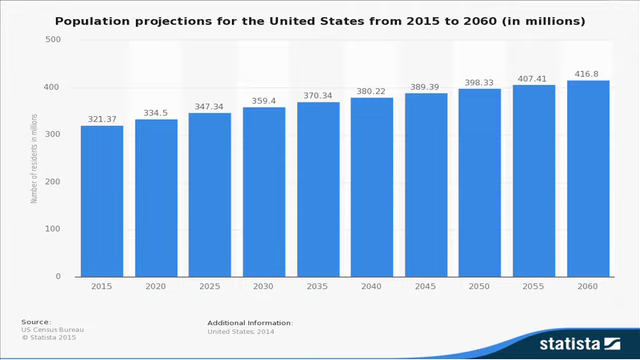 Population projections for the United States from 2015 to 2060 (in millions)
500
400
300
200
100
0
Number of residents in millions
321.37
334.5
347.34
359.4
370.34
380.22
389.39
398.33
407.41
416.8
2015 2020 2025 2030 2035 2040 2045 2050 2055 2060
Source:
US Census Bureau
© Statista 2015
Additional Information:
United States, 2014
statista